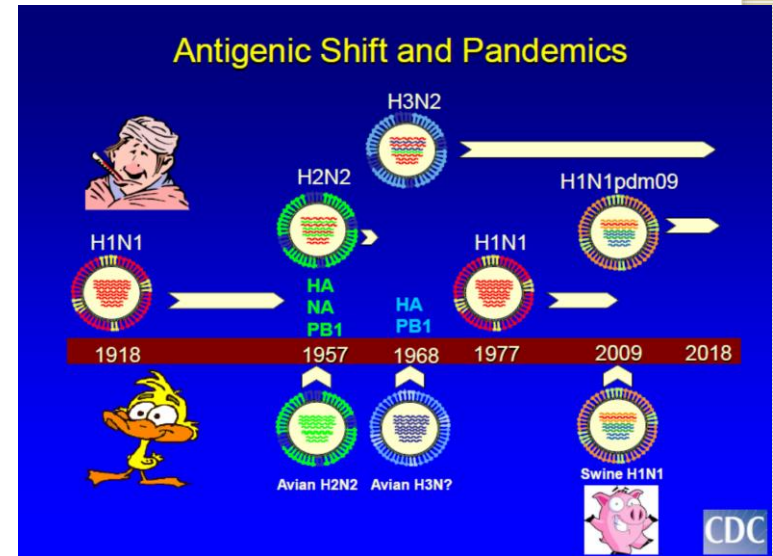 Antigenic Shift and Pandemics
H3N2
H2N2
H1N1pdm09
H1N1
H1N1
HA
NA
PB1
HA
PB1
1918 1957 1968 1977 2009 2018
Avian H2N2 Avian H3N?
Swine H1N1
CDC